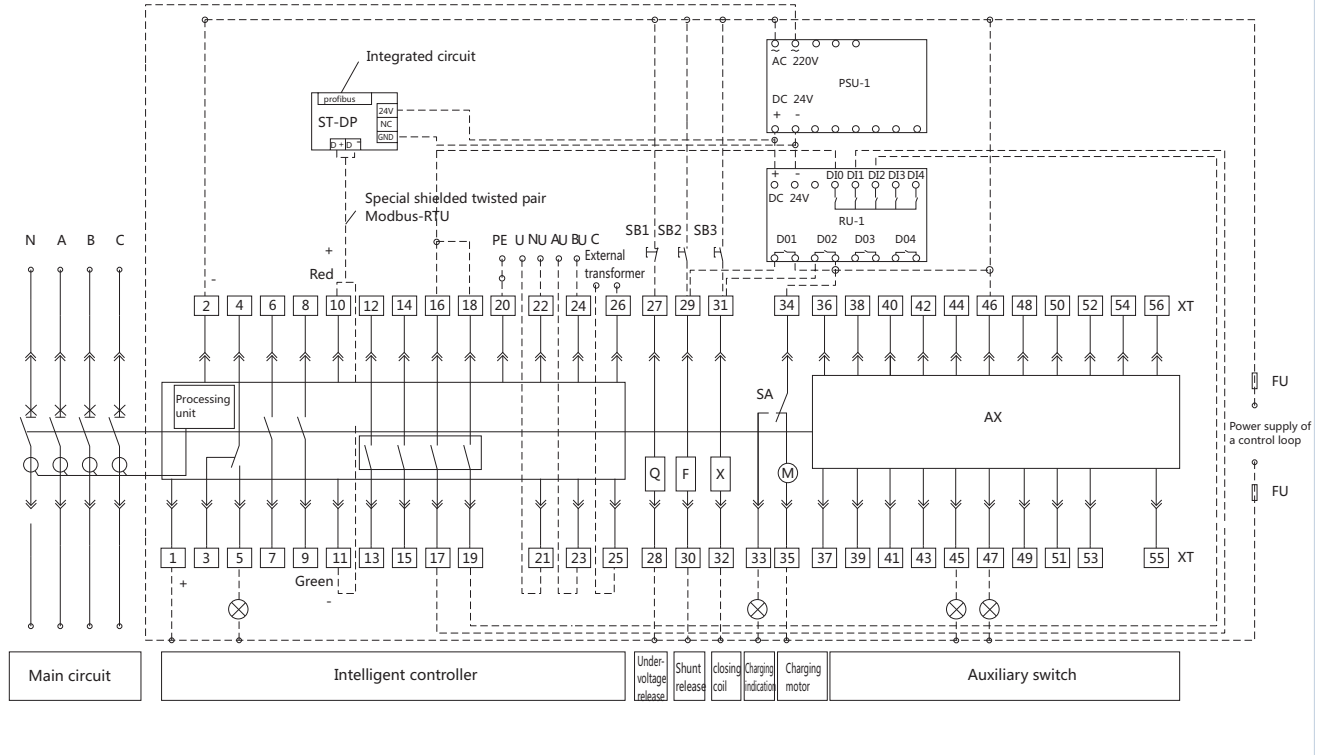 Integrated circuit
AC 220V
PSU-1
DC 24V
+ -
profibus
ST-DP
24V
NC
GND
D + D -
+ - DI0 DI1 DI2 DI3 DI4
DC 24V
RU-1
D01 D02 D03 D04
Special shielded twisted pair
Modbus-RTU
N A B C
+
Red
-
PE U N U A U B U C
External
transformer
SB1 SB2 SB3
2 4 6 8 10 12 14 16 18 20 22 24 26 27 29 31 34 36 38 40 42 44 46 48 50 52 54 56 XT
Processing
unit
SA
AX
FU
Power supply of
a control loop
FU
Q F X M
1 3 5 7 9 11 13 15 17 19 21 23 25 28 30 32 33 35 37 39 41 43 45 47 49 51 53 55 XT
+
Green
-
Main circuit
Intelligent controller
Under-
voltage
release
Shunt
release
closing
coil
Charging
indication
Charging
motor
Auxiliary switch